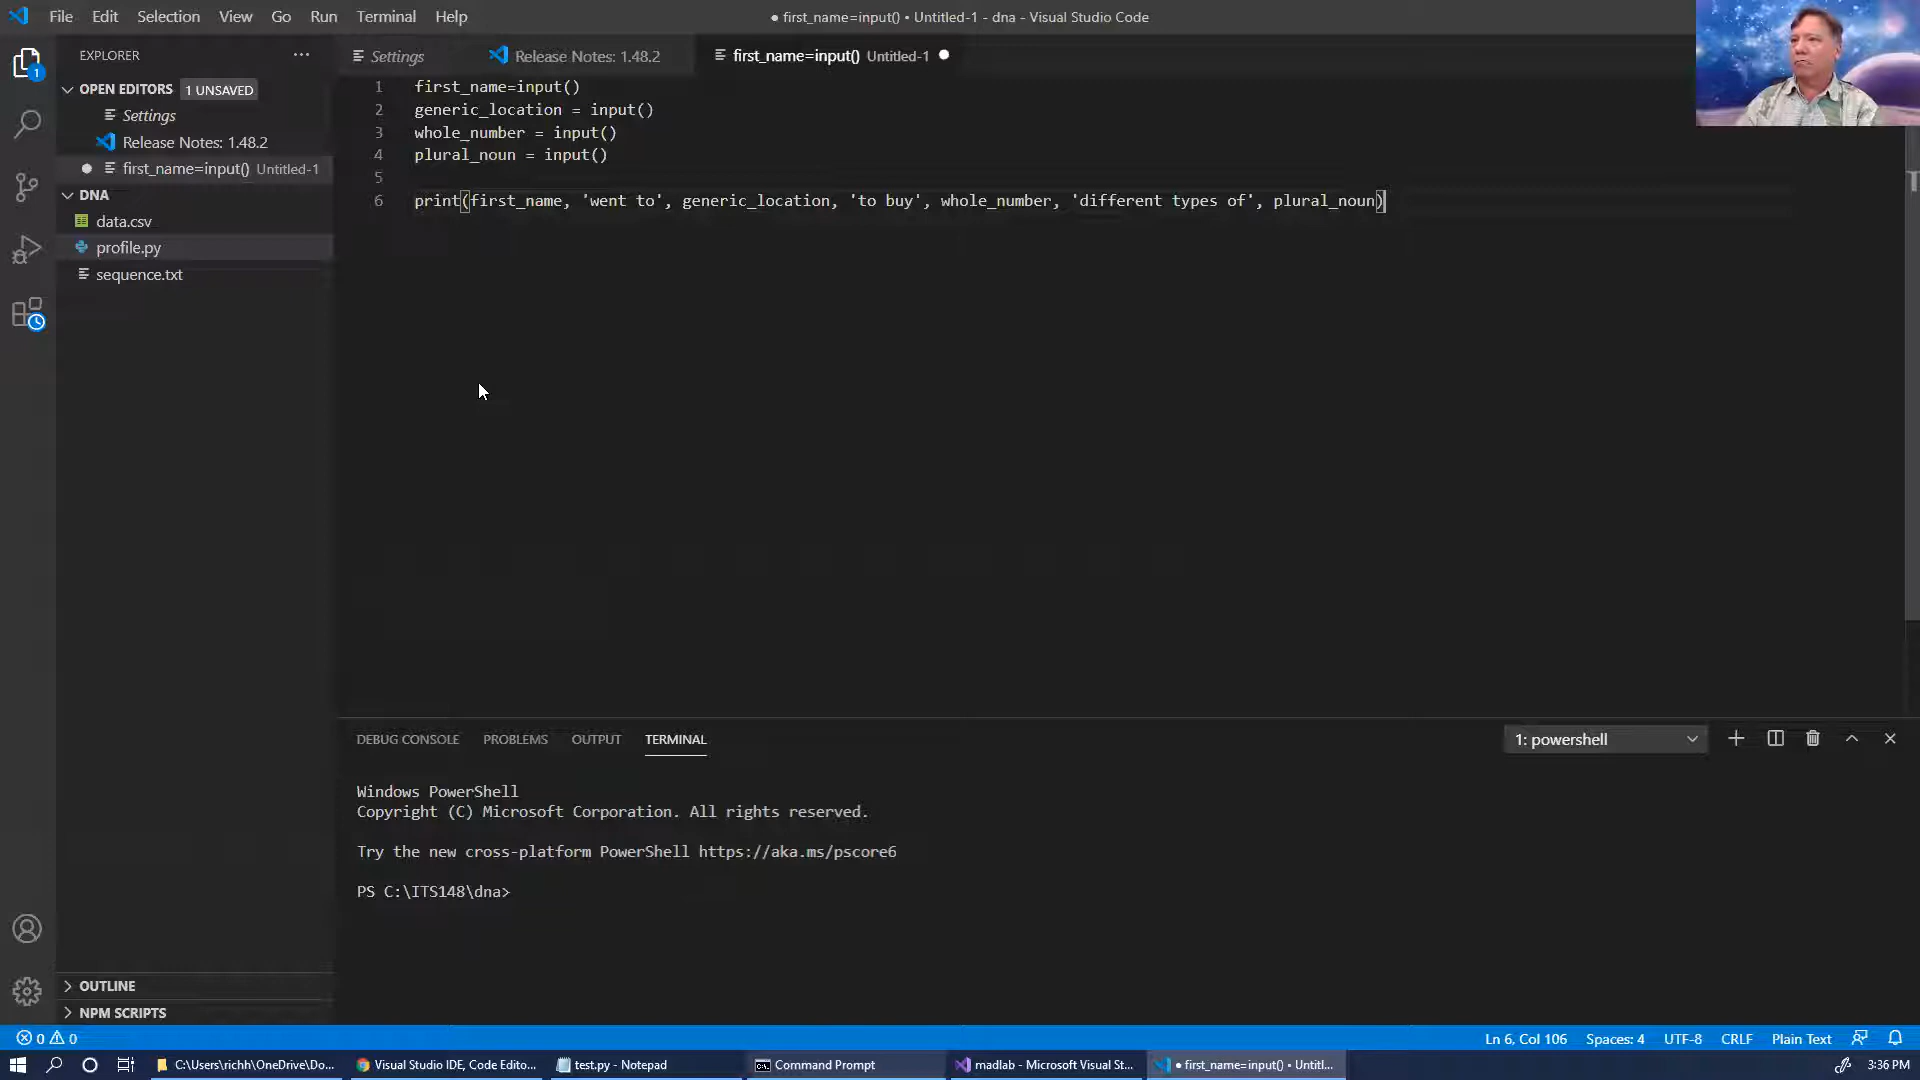 File Edit Selection View Go Run Terminal Help
● first_name=input() • Untitled-1 - dna - Visual Studio Code
EXPLORER
OPEN EDITORS 1 UNSAVED
Settings
Release Notes: 1.48.2
first_name=input() Untitled-1
DNA
data.csv
profile.py
sequence.txt
OUTLINE
NPM SCRIPTS
1
Settings
Release Notes: 1.48.2
first_name=input() Untitled-1
1 first_name=input()
2 generic_location = input()
3 whole_number = input()
4 plural_noun = input()
5
6 print(first_name, 'went to', generic_location, 'to buy', whole_number, 'different types of', plural_noun)
DEBUG CONSOLE PROBLEMS OUTPUT TERMINAL
1: powershell
Windows PowerShell
Copyright (C) Microsoft Corporation. All rights reserved.
Try the new cross-platform PowerShell https://aka.ms/pscore6
PS C:\ITS148\dna>
0 0
Ln 6, Col 106 Spaces: 4 UTF-8 CRLF Plain Text
C:\Users\richh\OneDrive\Do...
Visual Studio IDE, Code Edito...
test.py - Notepad
Command Prompt
madlab - Microsoft Visual St...
● first_name=input() • Untitl...
3:36 PM